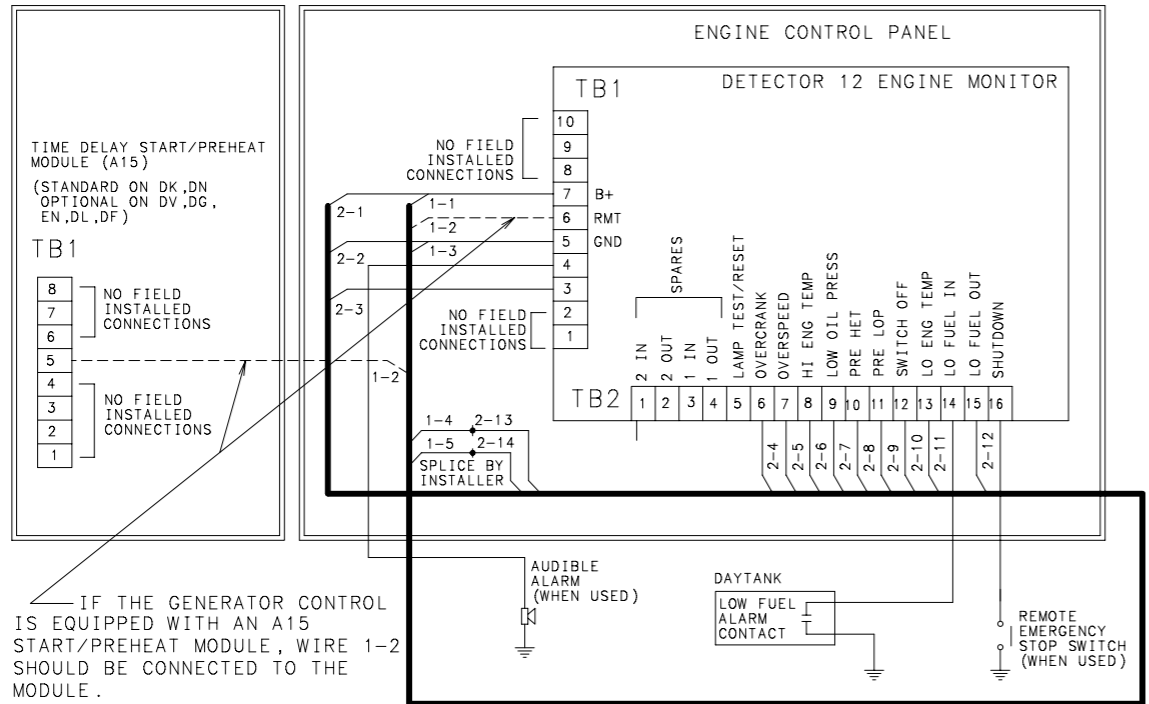 ENGINE CONTROL PANEL
DETECTOR 12 ENGINE MONITOR
TB1
10
9
8
7
6
5
4
3
2
1
NO FIELD
INSTALLED
CONNECTIONS
B+
RMT
GND
NO FIELD
INSTALLED
CONNECTIONS
1-1
1-2
1-3
2-1
2-2
2-3
1-2
TIME DELAY START/PREHEAT
MODULE (A15)
(STANDARD ON DK,DN
OPTIONAL ON DV,DG,
EN,DL,DF)
TB1
8
7
6
5
4
3
2
1
NO FIELD
INSTALLED
CONNECTIONS
NO FIELD
INSTALLED
CONNECTIONS
SPARES
2 IN
2 OUT
1 IN
1 OUT
LAMP TEST/RESET
OVERCRANK
OVERSPEED
HI ENG TEMP
LOW OIL PRESS
PRE HET
PRE LOP
SWITCH OFF
LO ENG TEMP
LO FUEL IN
LO FUEL OUT
SHUTDOWN
TB2
1 2 3 4 5 6 7 8 9 10 11 12 13 14 15 16
1-4 2-13
1-5 2-14
SPLICE BY
INSTALLER
2-4
2-5
2-6
2-7
2-8
2-9
2-10
2-11
2-12
AUDIBLE
ALARM
(WHEN USED)
DAYTANK
LOW FUEL
ALARM
CONTACT
REMOTE
EMERGENCY
STOP SWITCH
(WHEN USED)
IF THE GENERATOR CONTROL
IS EQUIPPED WITH AN A15
START/PREHEAT MODULE, WIRE 1-2
SHOULD BE CONNECTED TO THE
MODULE.